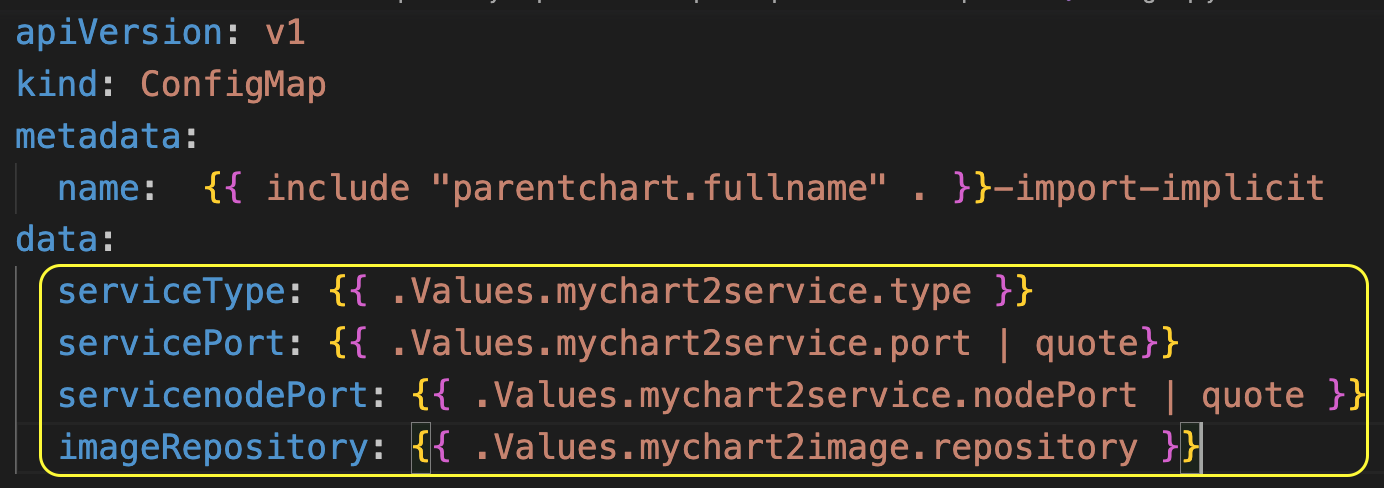 apiVersion: v1
kind: ConfigMap
metadata:
  name:  {{ include "parentchart.fullname" . }}-import-implicit
data:
  serviceType: {{ .Values.mychart2service.type }}
  servicePort: {{ .Values.mychart2service.port | quote}}
  servicenodePort: {{ .Values.mychart2service.nodePort | quote }}
  imageRepository: {{ .Values.mychart2image.repository }}